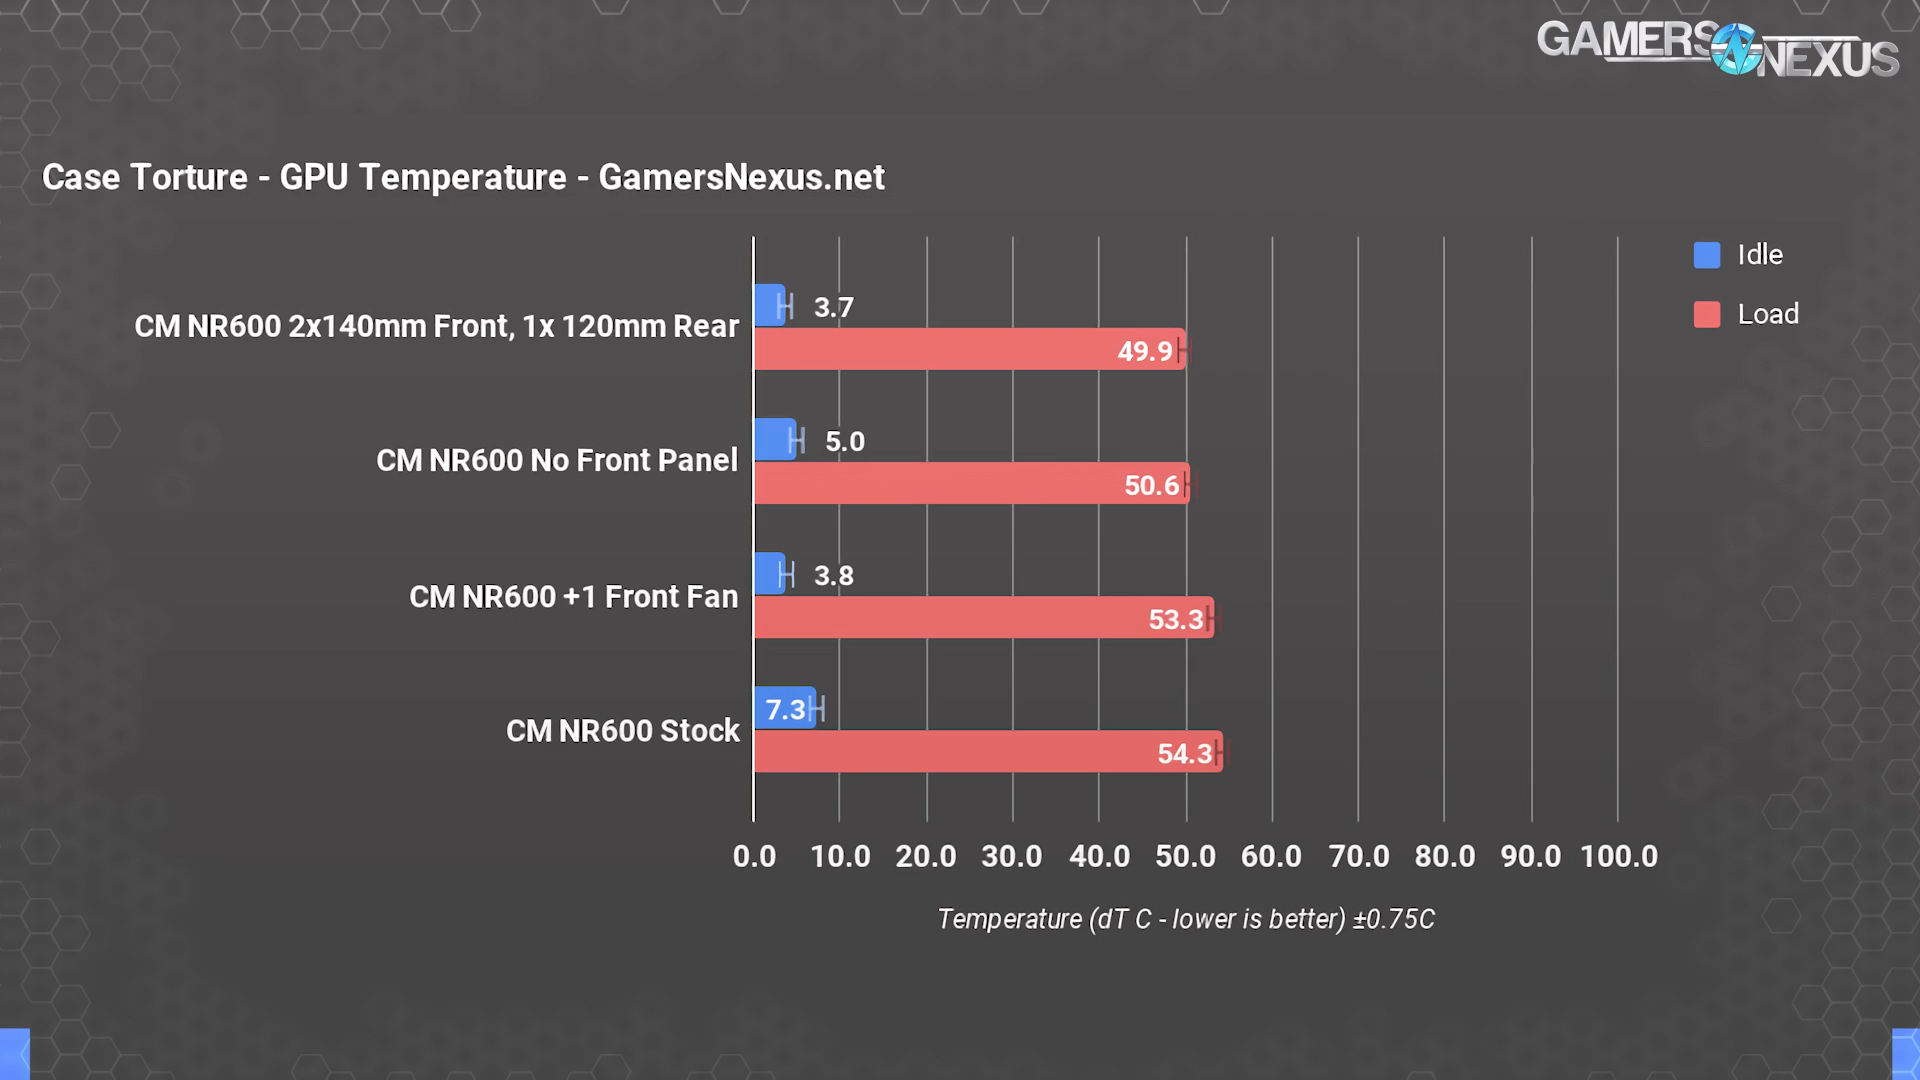 GAMERS NEXUS
Case Torture - GPU Temperature - GamersNexus.net
Idle
Load
CM NR600 2x140mm Front, 1x 120mm Rear
3.7
49.9
CM NR600 No Front Panel
5.0
50.6
CM NR600 +1 Front Fan
3.8
53.3
CM NR600 Stock
7.3
54.3
0.0 10.0 20.0 30.0 40.0 50.0 60.0 70.0 80.0 90.0 100.0
Temperature (dT C - lower is better) ±0.75C